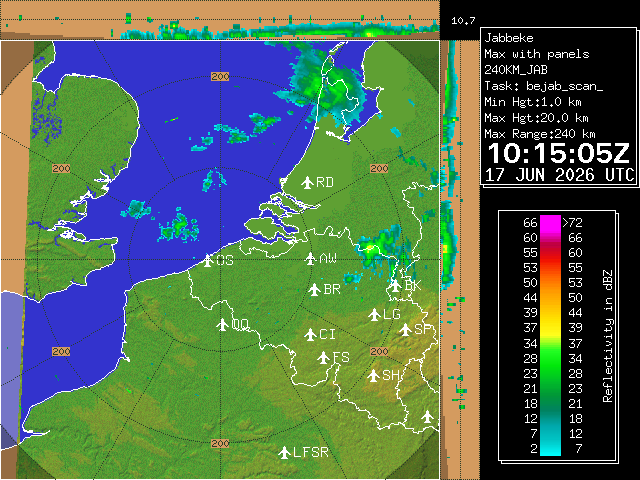 10.7
Jabbeke
Max with panels
240KM_JAB
Task: bejab_scan_
Min Hgt:1.0 km
Max Hgt:20.0 km
Max Range:240 km
10:15:05Z
17 JUN 2026 UTC
200
200
200
RD
OS
AW
BR
BK
QQ
LG
CI
SP
FS
200
200
SH
200
LFSR
66 >72
60 66
55 60
53 55
50 53
44 50
42 44
39 42
37 39
34 37
28 34
24 28
21 23
18 21
12 18
7 12
2 7
Reflectivity in dBZ